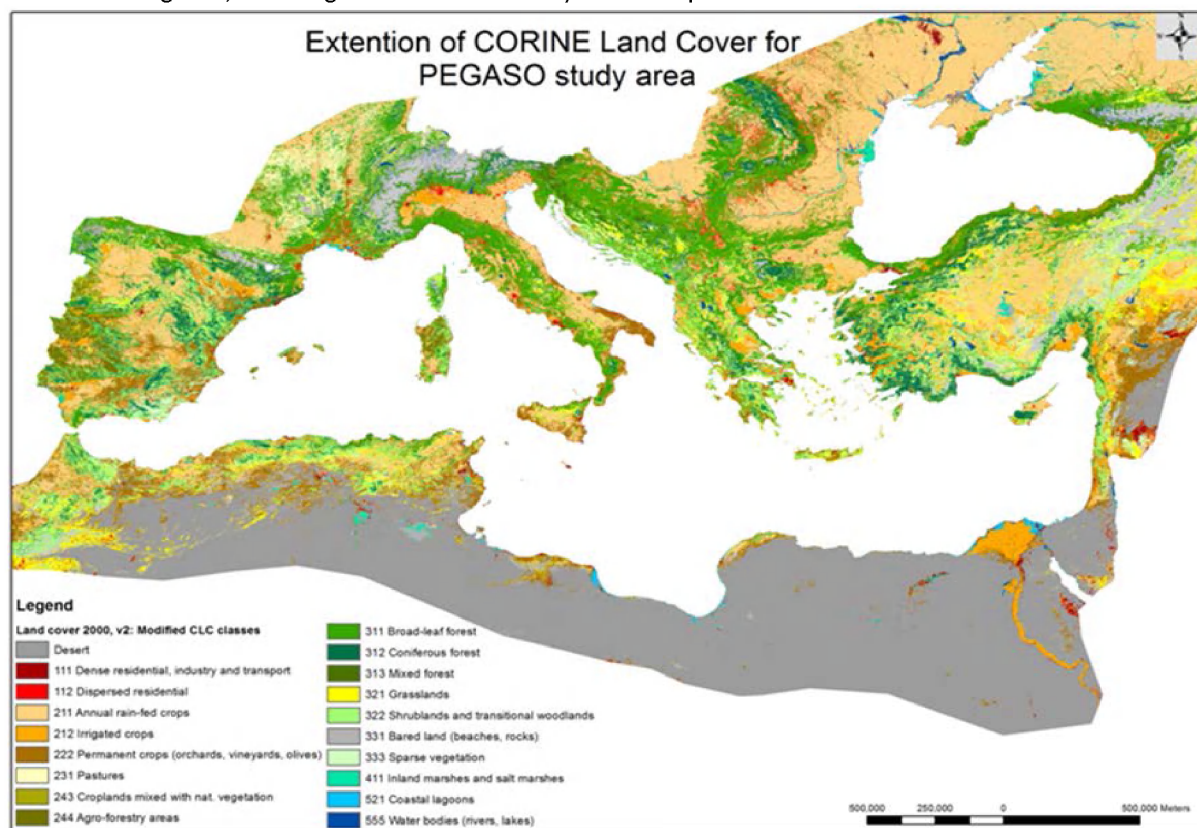 Extention of CORINE Land Cover for
PEGASO study area
Legend
Land cover 2000, v2: Modified CLC classes
Desert
111 Dense residential, industry and transport
112 Dispersed residential
211 Annual rain-fed crops
212 Irrigated crops
222 Permanent crops (orchards, vineyards, olives)
231 Pastures
243 Croplands mixed with nat. vegetation
244 Agro-forestry areas
311 Broad-leaf forest
312 Coniferous forest
313 Mixed forest
321 Grasslands
322 Shrublands and transitional woodlands
331 Bared land (beaches, rocks)
333 Sparse vegetation
411 Inland marshes and salt marshes
521 Coastal lagoons
555 Water bodies (rivers, lakes)
500,000 250,000 0 500,000 Meters